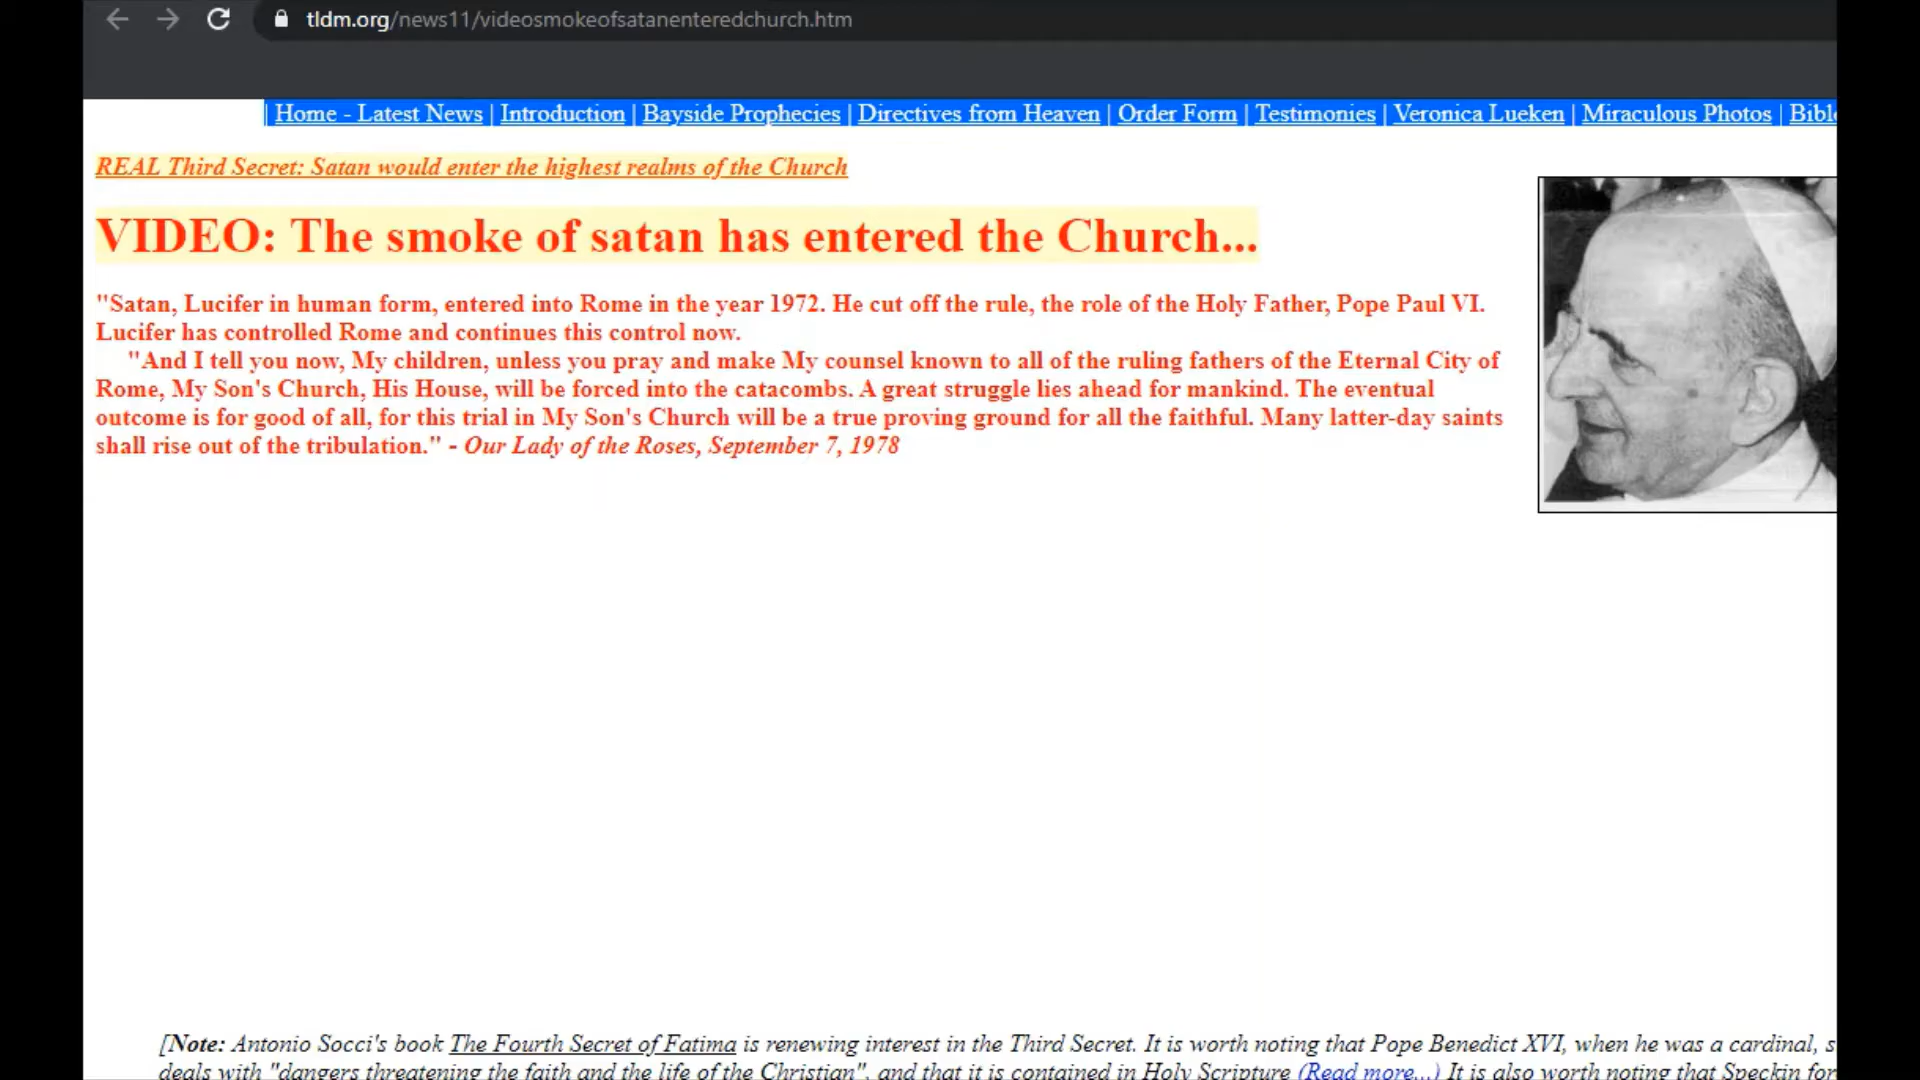 tldm.org/news11/videosmokeofsatanenteredchurch.htm
| Home - Latest News | Introduction | Bayside Prophecies | Directives from Heaven | Order Form | Testimonies | Veronica Lueken | Miraculous Photos |
REAL Third Secret: Satan would enter the highest realms of the Church
VIDEO: The smoke of satan has entered the Church...
"Satan, Lucifer in human form, entered into Rome in the year 1972. He cut off the rule, the role of the Holy Father, Pope Paul VI.
Lucifer has controlled Rome and continues this control now.
"And I tell you now, My children, unless you pray and make My counsel known to all of the ruling fathers of the Eternal City of
Rome, My Son's Church, His House, will be forced into the catacombs. A great struggle lies ahead for mankind. The eventual
outcome is for good of all, for this trial in My Son's Church will be a true proving ground for all the faithful. Many latter-day saints
shall rise out of the tribulation." - Our Lady of the Roses, September 7, 1978
[Note: Antonio Socci's book The Fourth Secret of Fatima is renewing interest in the Third Secret. It is worth noting that Pope Benedict XVI, when he was a cardinal, s
deals with "dangers threatening the faith and the life of the Christian", and that it is contained in Holy Scripture (Read more...) It is also worth noting that Speckin for